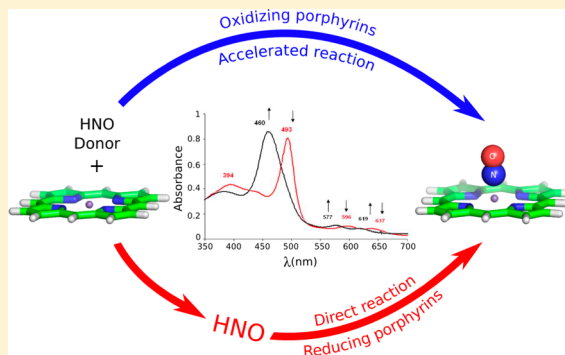 Oxidizing porphyrins
Accelerated reaction
HNO
Donor
+
1
0.8
0.6
0.4
0.2
0
Absorbance
394
460
492
577
596
619
637
350 400 450 500 550 600 650 700
λ(nm)
O
N
HNO
Direct reaction
Reducing porphyrins